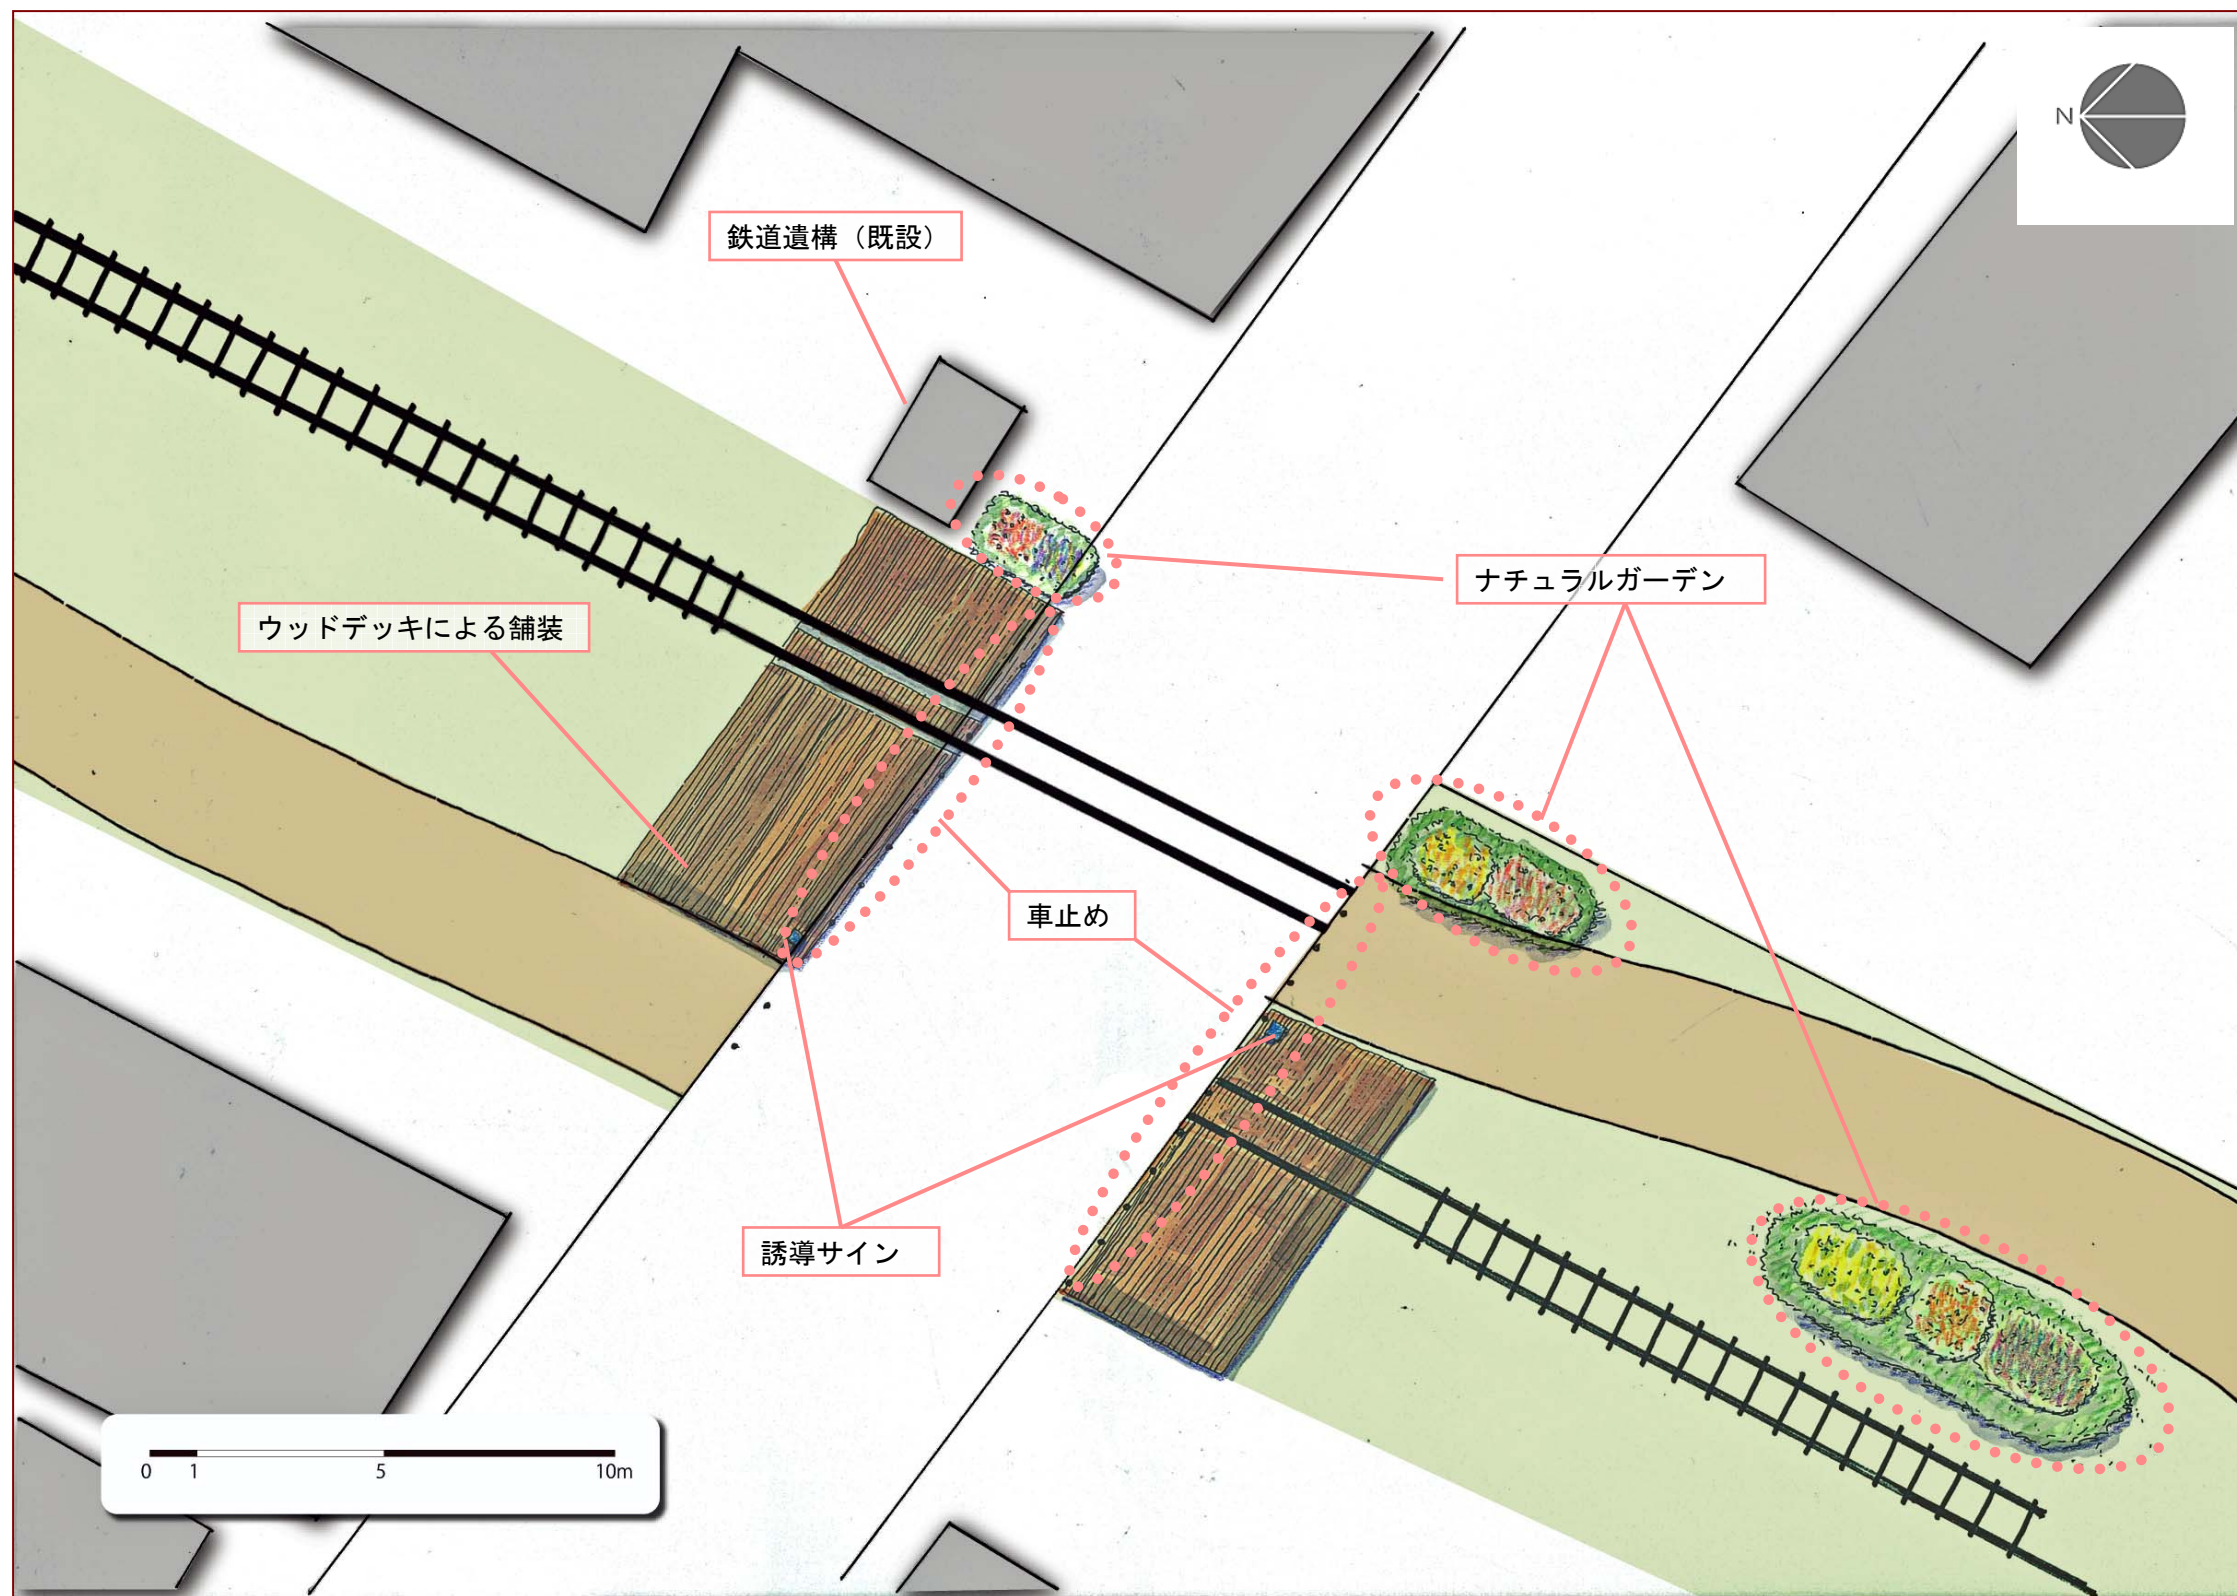 N
鉄道遺構（既設）
ナチュラルガーデン
ウッドデッキによる舗装
車止め
誘導サイン
0 1 5 10m